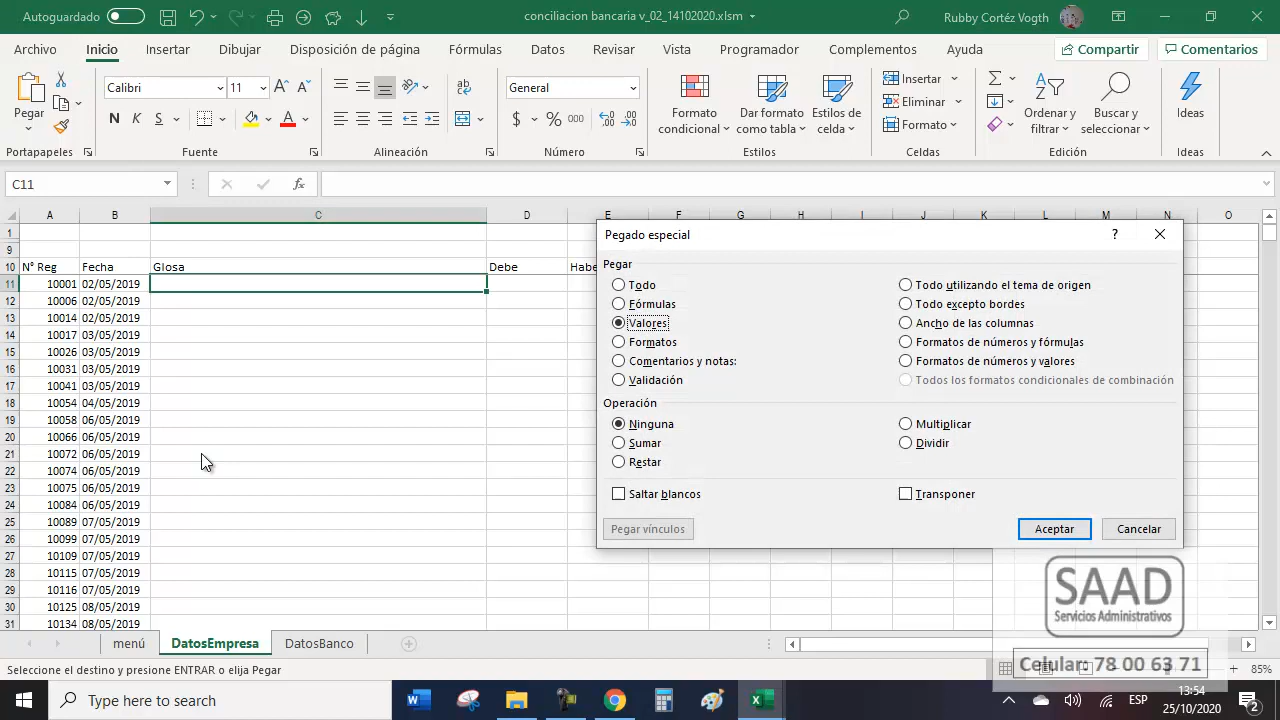 Autoguardado
conciliacion bancaria v_02_14102020.xlsm
Rubby Cortéz Vogth
Archivo Inicio Insertar Dibujar Disposición de página Fórmulas Datos Revisar Vista Programador Complementos Ayuda Compartir Comentarios
Pegar
Portapapeles
Calibri 11
N K S A
Fuente
Alineación
General
$ % 000
Número
Formato condicional
Dar formato como tabla
Estilos de celda
Estilos
Insertar
Eliminar
Formato
Celdas
Ordenar y filtrar
Buscar y seleccionar
Edición
Ideas
Ideas
C11
fx
A B C D E F G H I J K L M N O
1
9
10 N° Reg Fecha Glosa Debe Habe
11 10001 02/05/2019
12 10006 02/05/2019
13 10014 02/05/2019
14 10017 03/05/2019
15 10026 03/05/2019
16 10031 03/05/2019
17 10041 03/05/2019
18 10054 04/05/2019
19 10058 06/05/2019
20 10066 06/05/2019
21 10072 06/05/2019
22 10074 06/05/2019
23 10075 06/05/2019
24 10084 06/05/2019
25 10089 07/05/2019
26 10099 07/05/2019
27 10109 07/05/2019
28 10115 07/05/2019
29 10116 07/05/2019
30 10125 08/05/2019
31 10134 08/05/2019
Pegado especial ?
Pegar
Todo
Fórmulas
Valores
Formatos
Comentarios y notas:
Validación
Todo utilizando el tema de origen
Todo excepto bordes
Ancho de las columnas
Formatos de números y fórmulas
Formatos de números y valores
Todos los formatos condicionales de combinación
Operación
Ninguna
Sumar
Restar
Multiplicar
Dividir
Saltar blancos
Transponer
Pegar vínculos
Aceptar
Cancelar
SAAD
Servicios Administrativos
Celular: 78 00 63 71
menú DatosEmpresa DatosBanco
Seleccione el destino y presione ENTRAR o elija Pegar
85%
Type here to search
ESP
13:54
25/10/2020
2